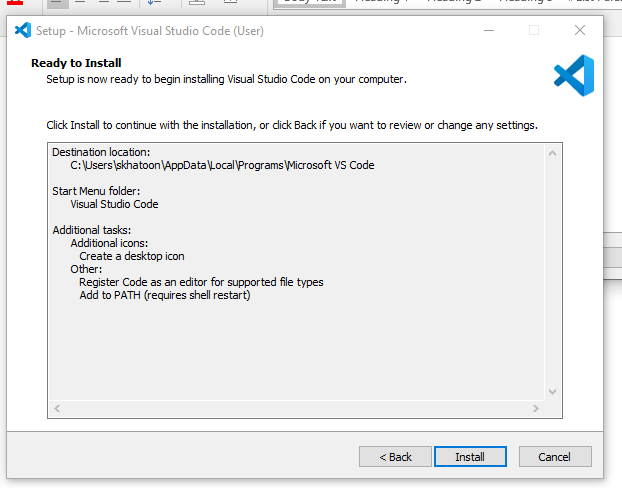 Setup - Microsoft Visual Studio Code (User)
Ready to Install
Setup is now ready to begin installing Visual Studio Code on your computer.
Click Install to continue with the installation, or click Back if you want to review or change any settings.
Destination location:
C:\Users\skhatoon\AppData\Local\Programs\Microsoft VS Code
Start Menu folder:
Visual Studio Code
Additional tasks:
Additional icons:
Create a desktop icon
Other:
Register Code as an editor for supported file types
Add to PATH (requires shell restart)
< Back
Install
Cancel